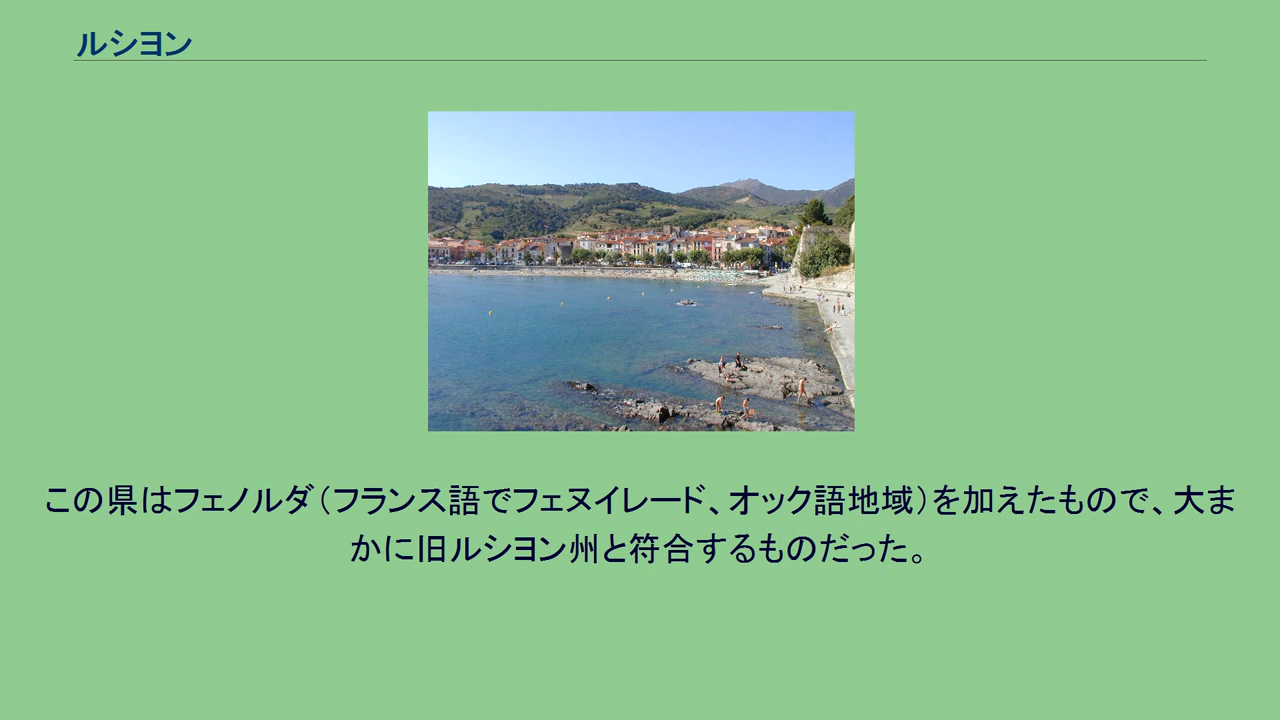 ルシヨン
この県はフェノルダ（フランス語でフェヌイレード、オック語地域）を加えたもので、大ま
かに旧ルシヨン州と符合するものだった。